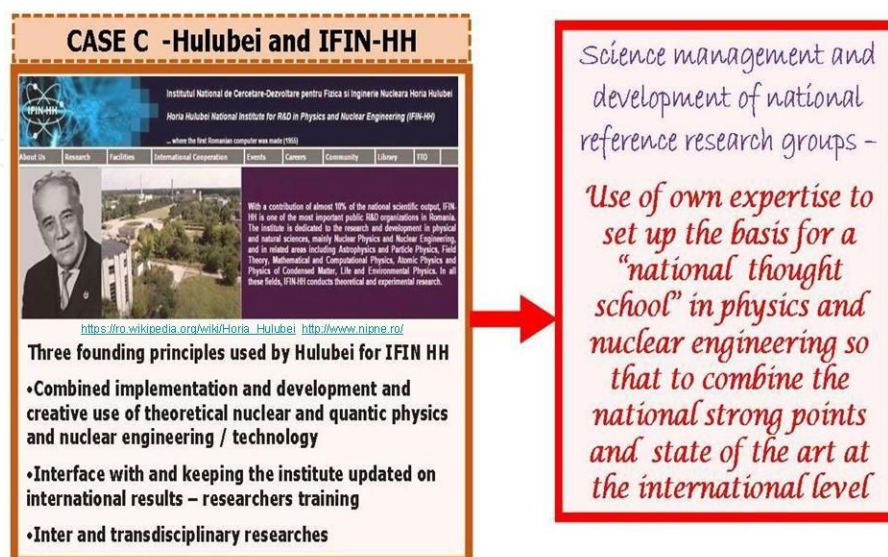 CASE C -Hulubei and IFIN-HH
IFIN-HH
Institutul National de Cercetare-Dezvoltare pentru Fizica si Inginerie Nucleara Horia Hulubei
Horia Hulubei National Institute for R&D in Physics and Nuclear Engineering (IFIN-HH)
... where the first Romanian computer was made (1955)
About Us Research Facilities International Cooperation Events Careers Community Library TTO
With a contribution of almost 10% of the national scientific output, IFIN-
HH is one of the most important public R&D organizations in Romania.
The institute is dedicated to the research and development in physical
and natural sciences, mainly Nuclear Physics and Nuclear Engineering,
and in related areas including Astrophysics and Particle Physics, Field
Theory, Mathematical and Computational Physics, Atomic Physics and
Physics of Condensed Matter, Life and Environmental Physics. In all
these fields, IFIN-HH conducts theoretical and experimental research.
https://ro.wikipedia.org/wiki/Horia_Hulubei http://www.nipne.ro/
Three founding principles used by Hulubei for IFIN HH
•Combined implementation and development and
creative use of theoretical nuclear and quantic physics
and nuclear engineering / technology
•Interface with and keeping the institute updated on
international results – researchers training
•Inter and transdisciplinary researches
Science management and
development of national
reference research groups –
Use of own expertise to
set up the basis for a
“national thought
school” in physics and
nuclear engineering so
that to combine the
national strong points
and state of the art at
the international level